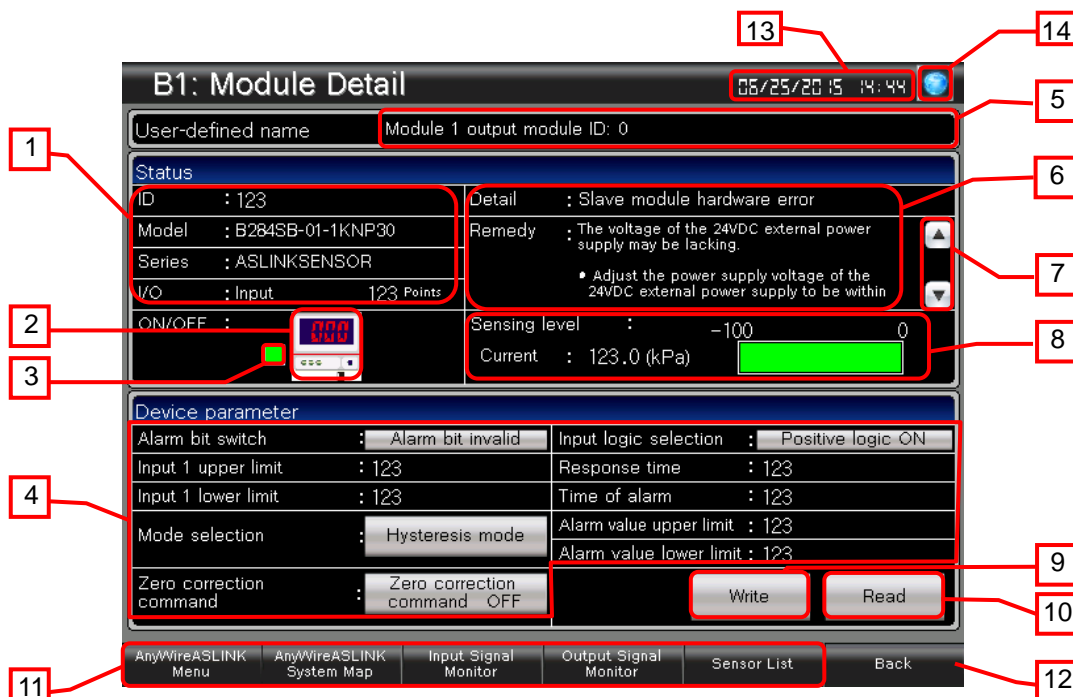 13
14
B1: Module Detail
06/25/2015 14:44
5
User-defined name Module 1 output module ID: 0
1
Status
6
ID : 123
Detail : Slave module hardware error
Model : B284SB-01-1KNP30
Remedy : The voltage of the 24VDC external power
supply may be lacking.
Series : ASLINKSENSOR
• Adjust the power supply voltage of the
24VDC external power supply to be within
7
I/O : Input 123 Points
2
ON/OFF :
000
Sensing level : -100 0
8
3
Current : 123.0 (kPa)
Device parameter
Alarm bit switch : Alarm bit invalid
Input logic selection : Positive logic ON
Input 1 upper limit : 123
Response time : 123
4
Input 1 lower limit : 123
Time of alarm : 123
Mode selection : Hysteresis mode
Alarm value upper limit : 123
Alarm value lower limit : 123
9
Zero correction
command : Zero correction
command OFF
Write
Read
10
11
AnyWireASLINK
Menu
AnyWireASLINK
System Map
Input Signal
Monitor
Output Signal
Monitor
Sensor List
Back
12